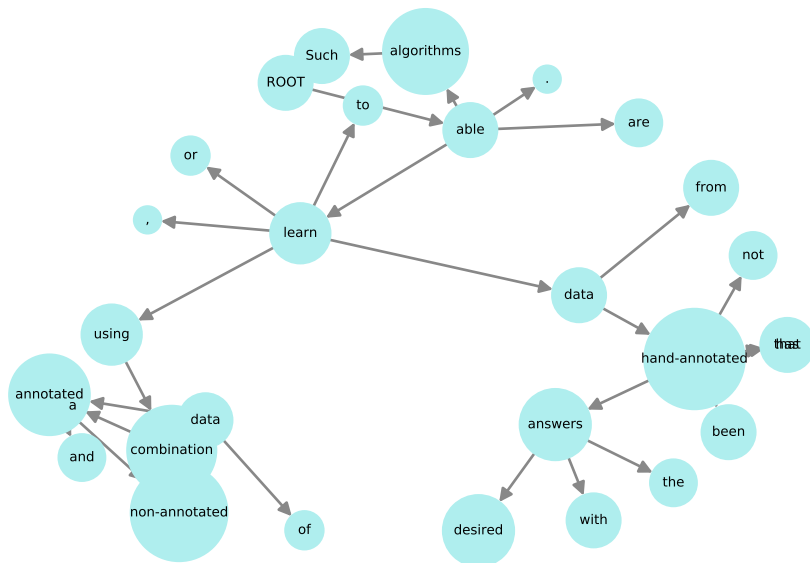 algorithms
Such
ROOT
.
to
are
able
or
from
,
learn
not
data
using
that
has
hand-annotated
annotated
a
data
answers
been
combination
and
the
non-annotated
with
of
desired